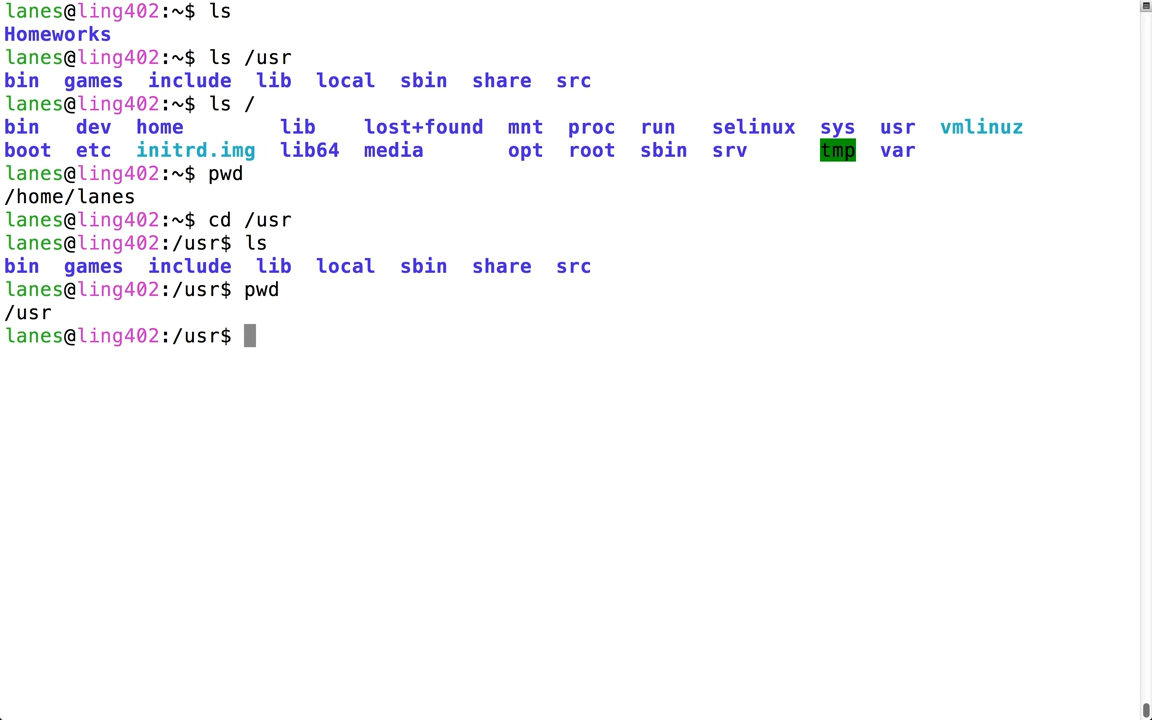 lanes@ling402:~$ ls
Homeworks
lanes@ling402:~$ ls /usr
bin  games  include  lib  local  sbin  share  src
lanes@ling402:~$ ls /
bin   dev  home        lib    lost+found  mnt  proc  run   selinux  sys  usr  vmlinuz
boot  etc  initrd.img  lib64  media       opt  root  sbin  srv      tmp  var
lanes@ling402:~$ pwd
/home/lanes
lanes@ling402:~$ cd /usr
lanes@ling402:/usr$ ls
bin  games  include  lib  local  sbin  share  src
lanes@ling402:/usr$ pwd
/usr
lanes@ling402:/usr$